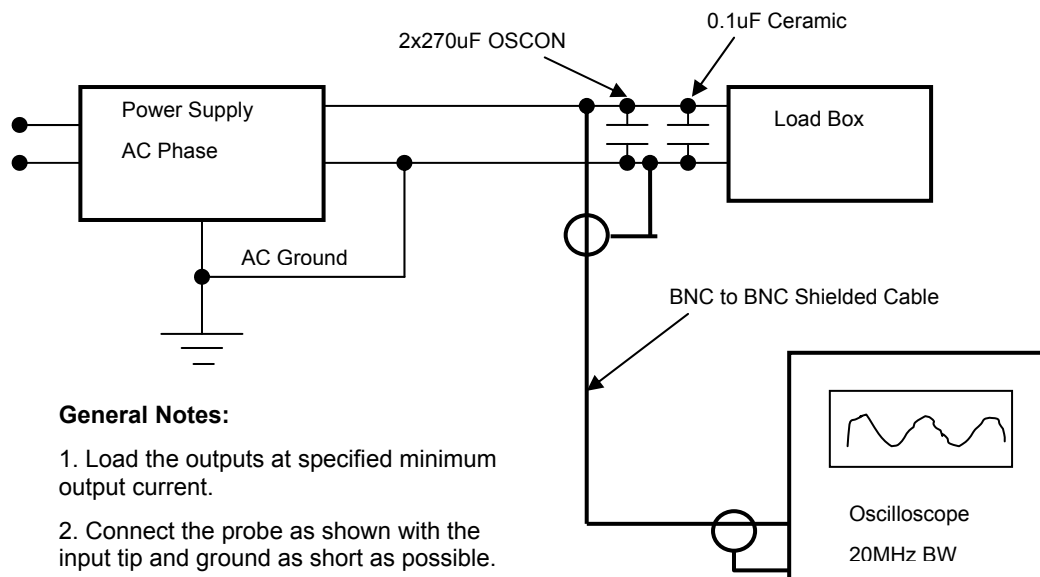 2x270uF OSCON
0.1uF Ceramic
Power Supply
AC Phase
Load Box
AC Ground
BNC to BNC Shielded Cable
General Notes:
1. Load the outputs at specified minimum
output current.
2. Connect the probe as shown with the
input tip and ground as short as possible.
Oscilloscope
20MHz BW